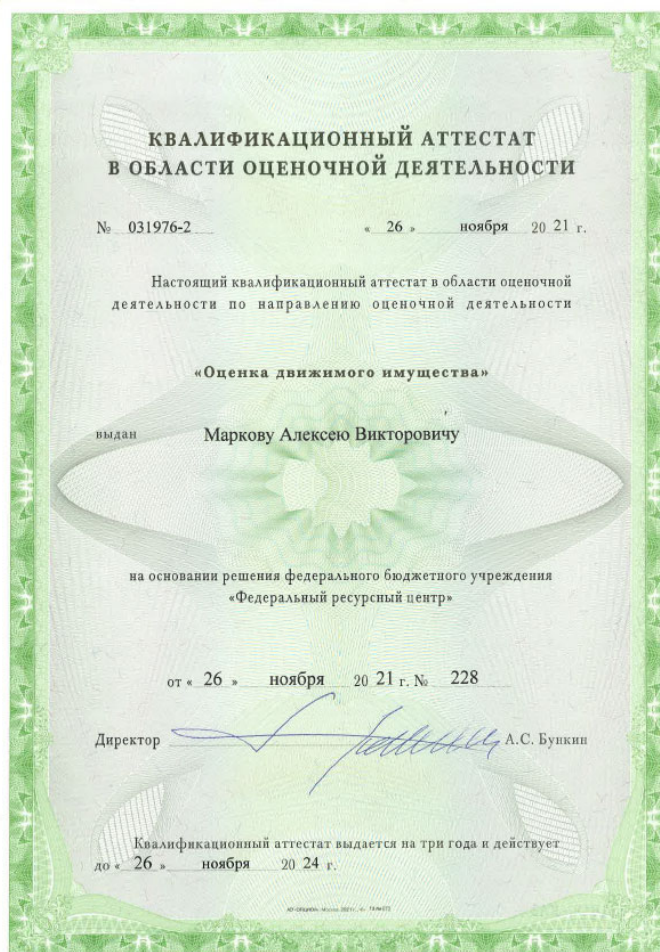 КВАЛИФИКАЦИОННЫЙ АТТЕСТАТ
В ОБЛАСТИ ОЦЕНОЧНОЙ ДЕЯТЕЛЬНОСТИ
№ 031976-2 « 26 » ноября 20 21 г.
Настоящий квалификационный аттестат в области оценочной
деятельности по направлению оценочной деятельности
«Оценка движимого имущества»
выдан Маркову Алексею Викторовичу
на основании решения федерального бюджетного учреждения
«Федеральный ресурсный центр»
от « 26 » ноября 20 21 г. № 228
Директор А.С. Бункин
Квалификационный аттестат выдается на три года и действует
до « 26 » ноября 20 24 г.